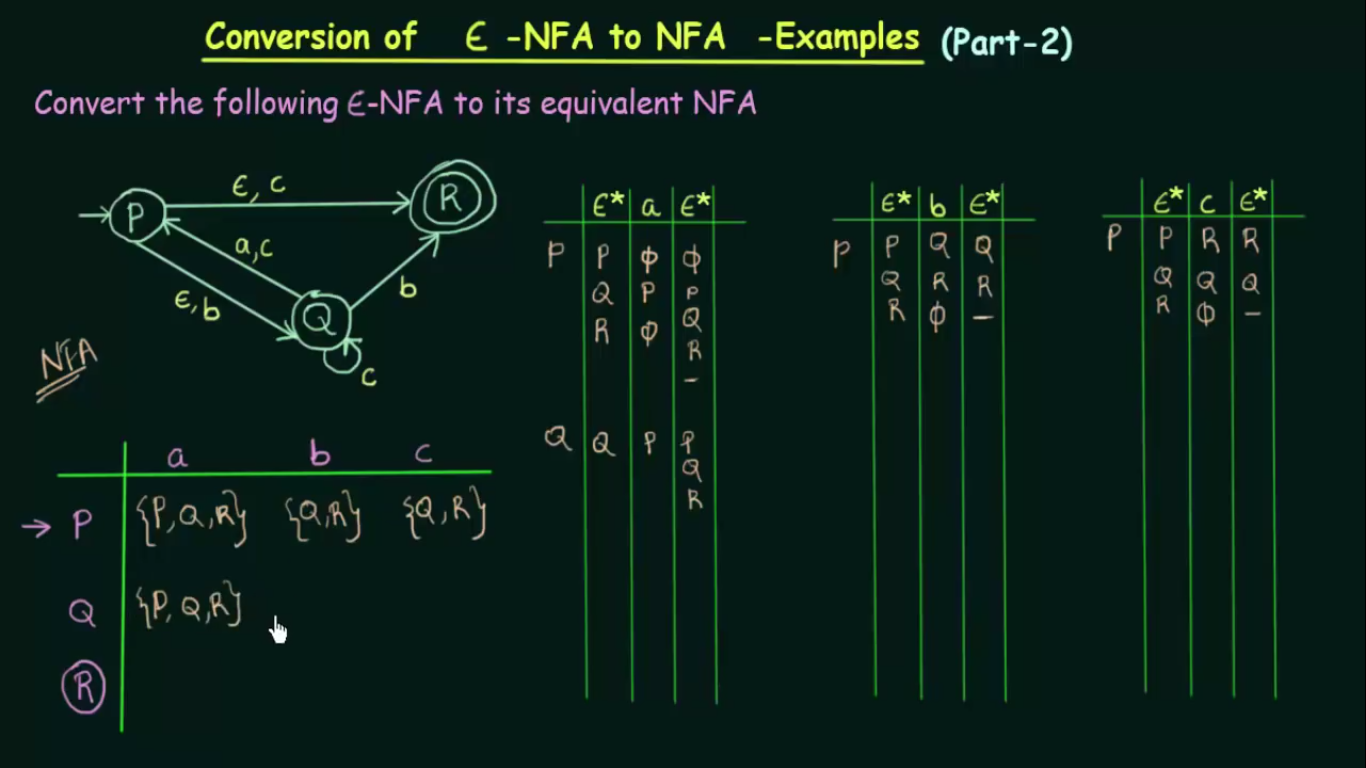 Conversion of ϵ -NFA to NFA -Examples (Part-2)
Convert the following ϵ-NFA to its equivalent NFA
ϵ, c
P
R
a,c
ϵ,b
Q
b
c
NFA
a b c
→ P {P,Q,R} {Q,R} {Q,R}
Q {P,Q,R}
R
ϵ* a ϵ*
P P ϕ ϕ
Q P P
Q
R ϕ R
–
Q Q P P
Q
R
ϵ* b ϵ*
P P Q Q
Q R R
R ϕ –
ϵ* c ϵ*
P P R R
Q Q Q
R ϕ –